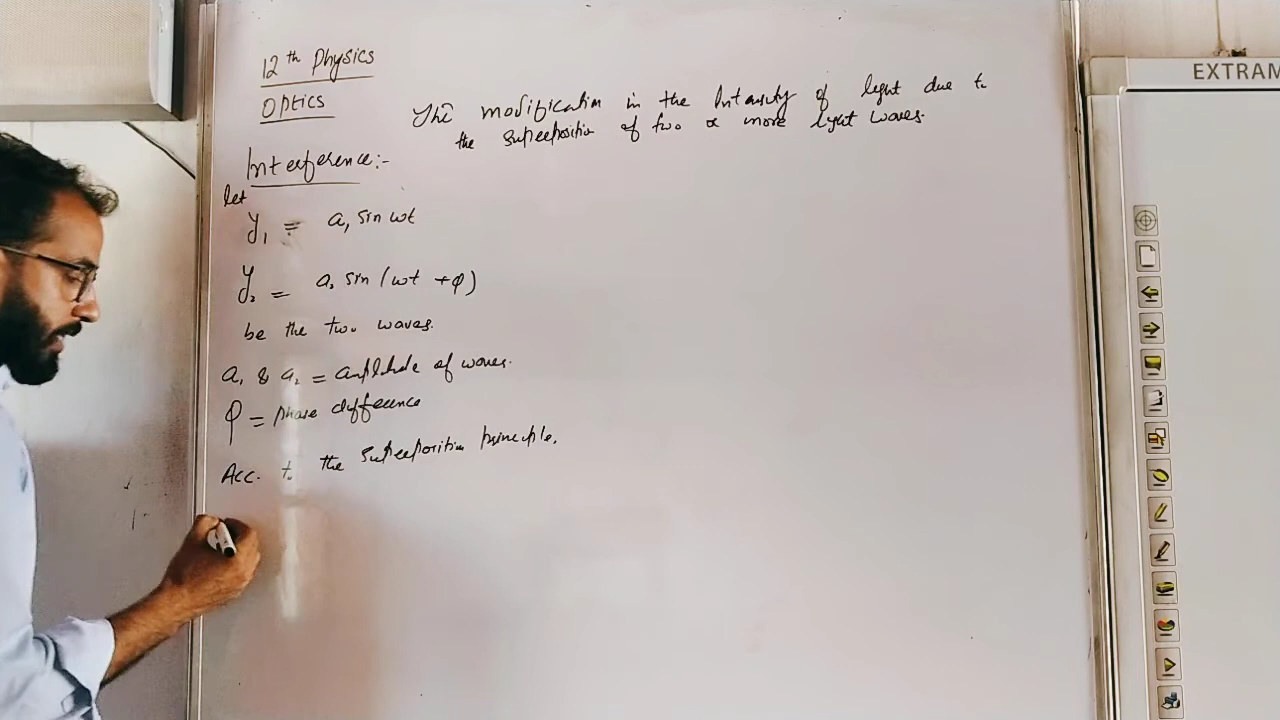 12th Physics
Optics
The modification in the Intensity of light due to
the superposition of two or more light waves.
Interference:-
let
y₁ = a₁ sin ωt
y₂ = a₂ sin (ωt + φ)
be the two waves.
a₁ & a₂ = amplitude of waves.
φ = phase difference
Acc. to the superposition principle,
EXTRAM